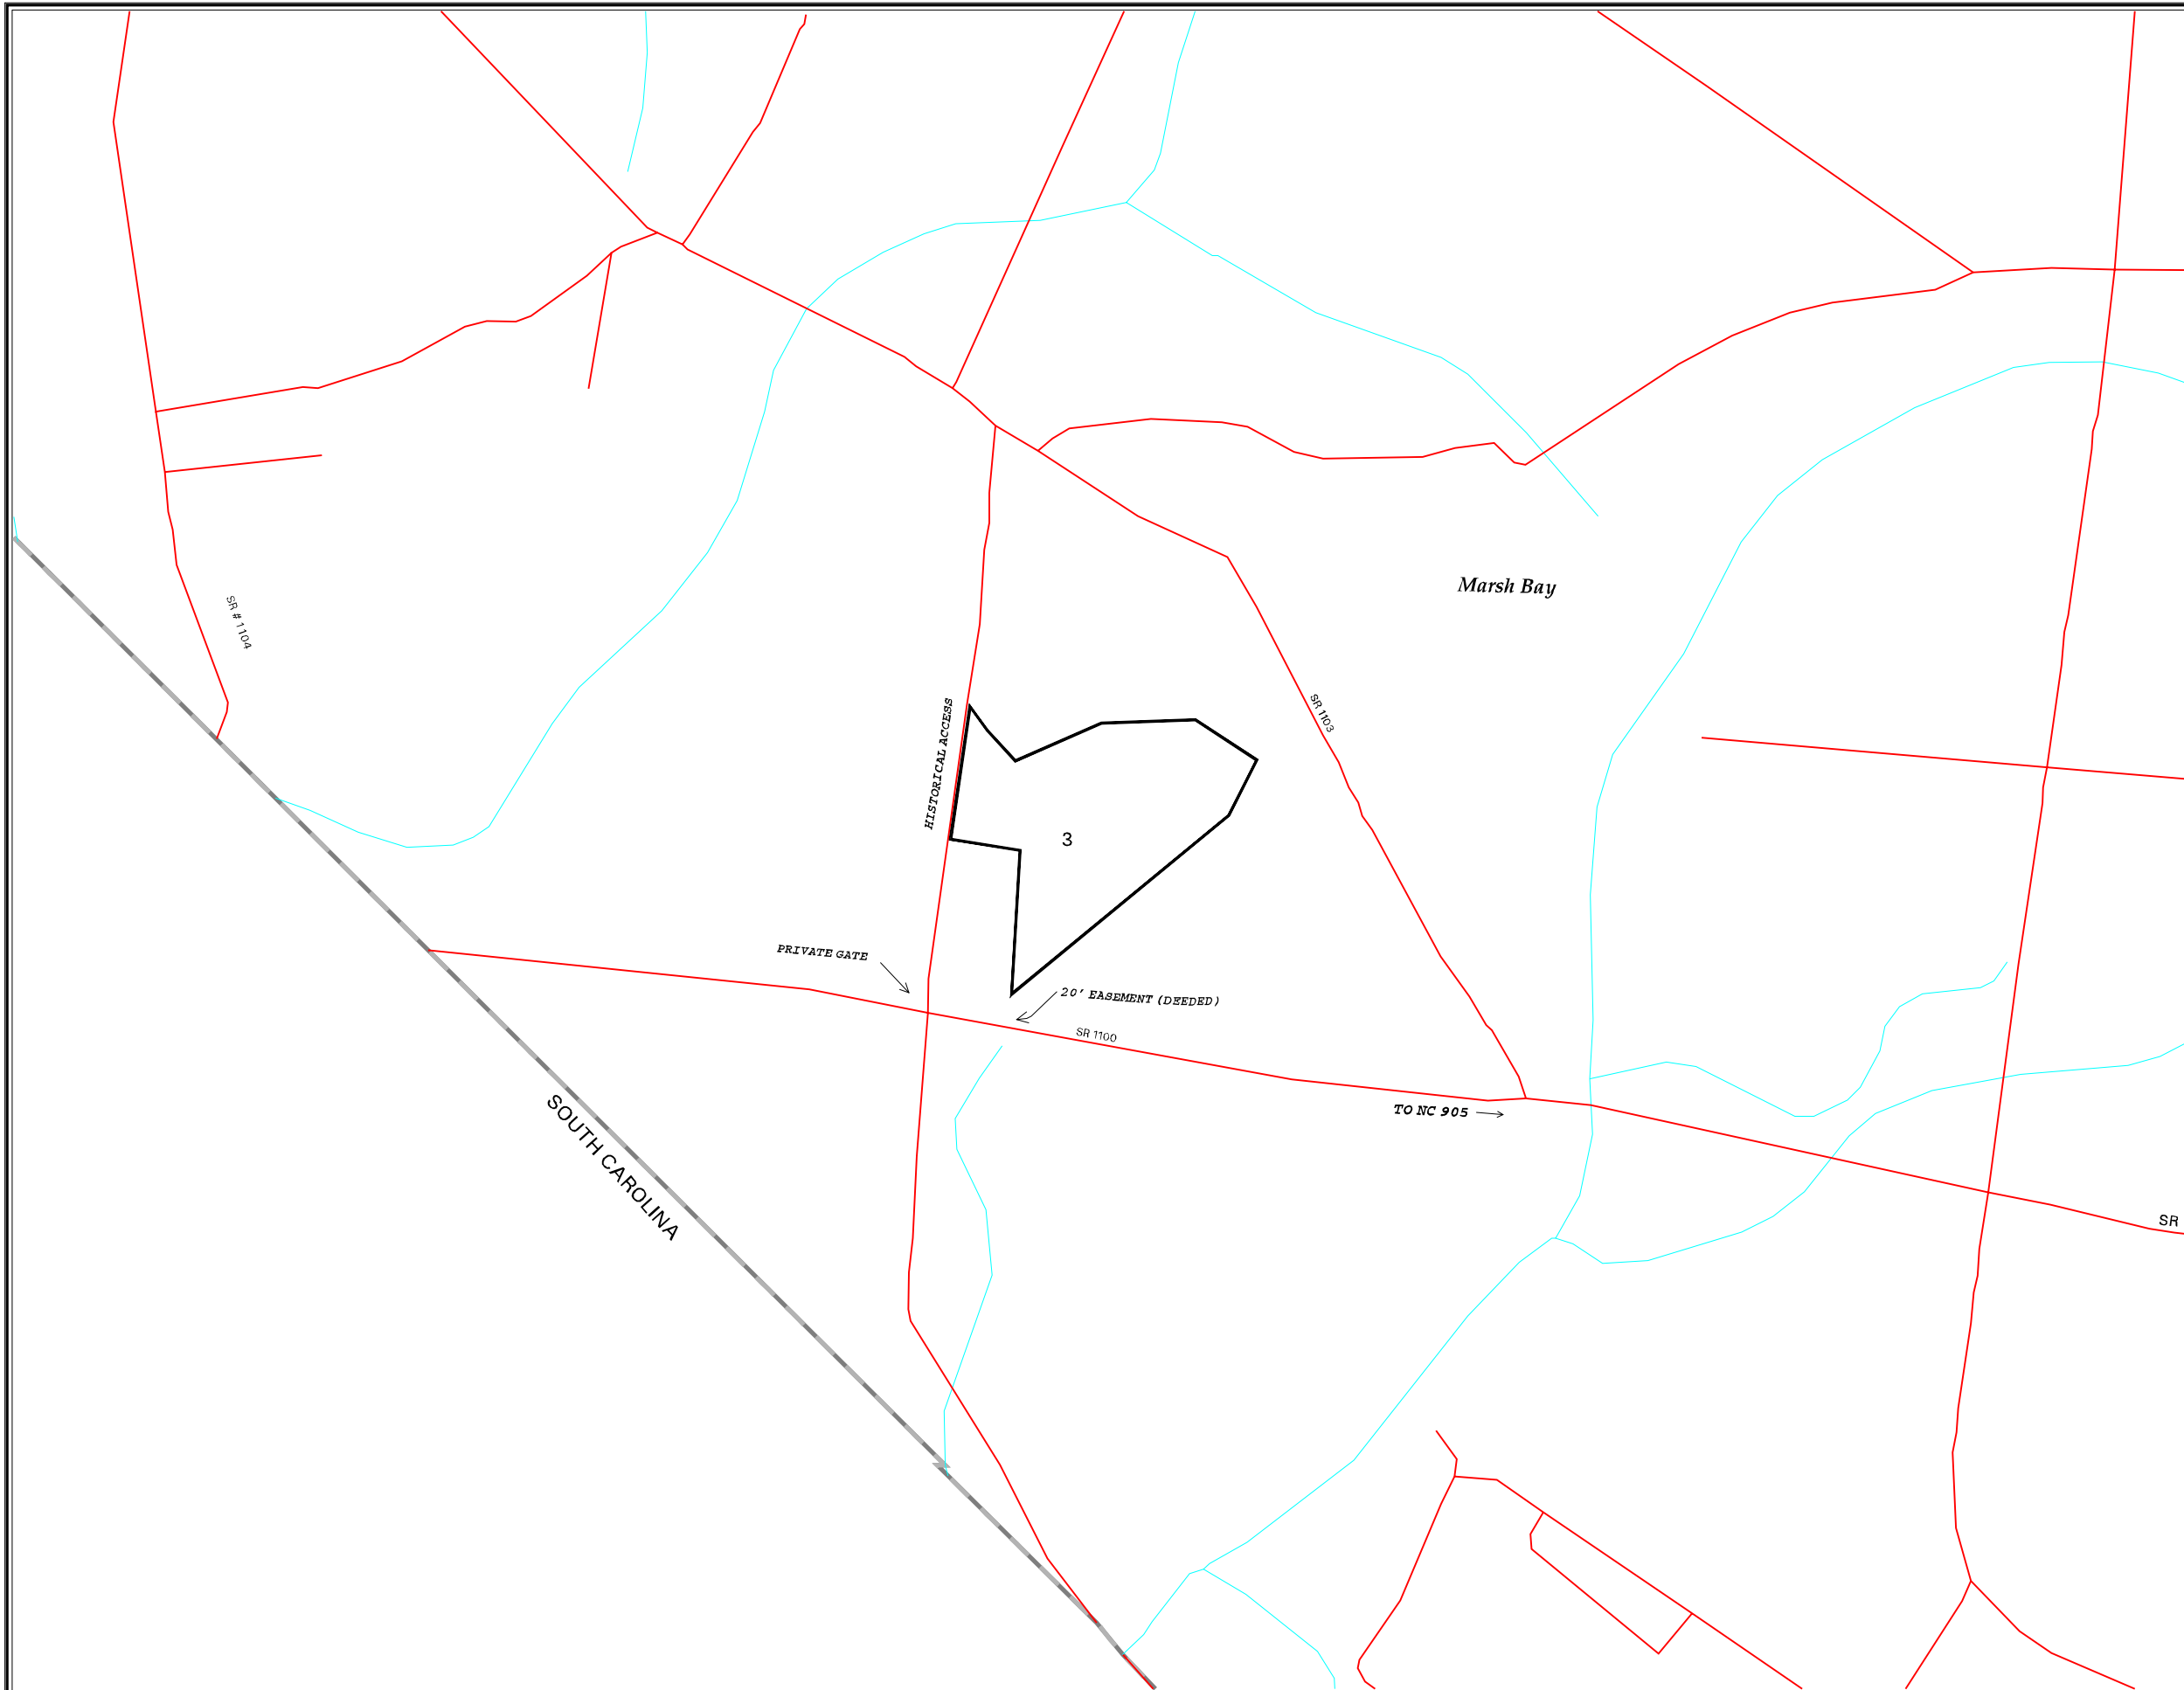 Marsh Bay
SR # 1104
SR 1103
HISTORICAL ACCESS
3
PRIVATE GATE
20' EASEMENT (DEEDED)
SR 1100
TO NC 905
SOUTH CAROLINA
SR